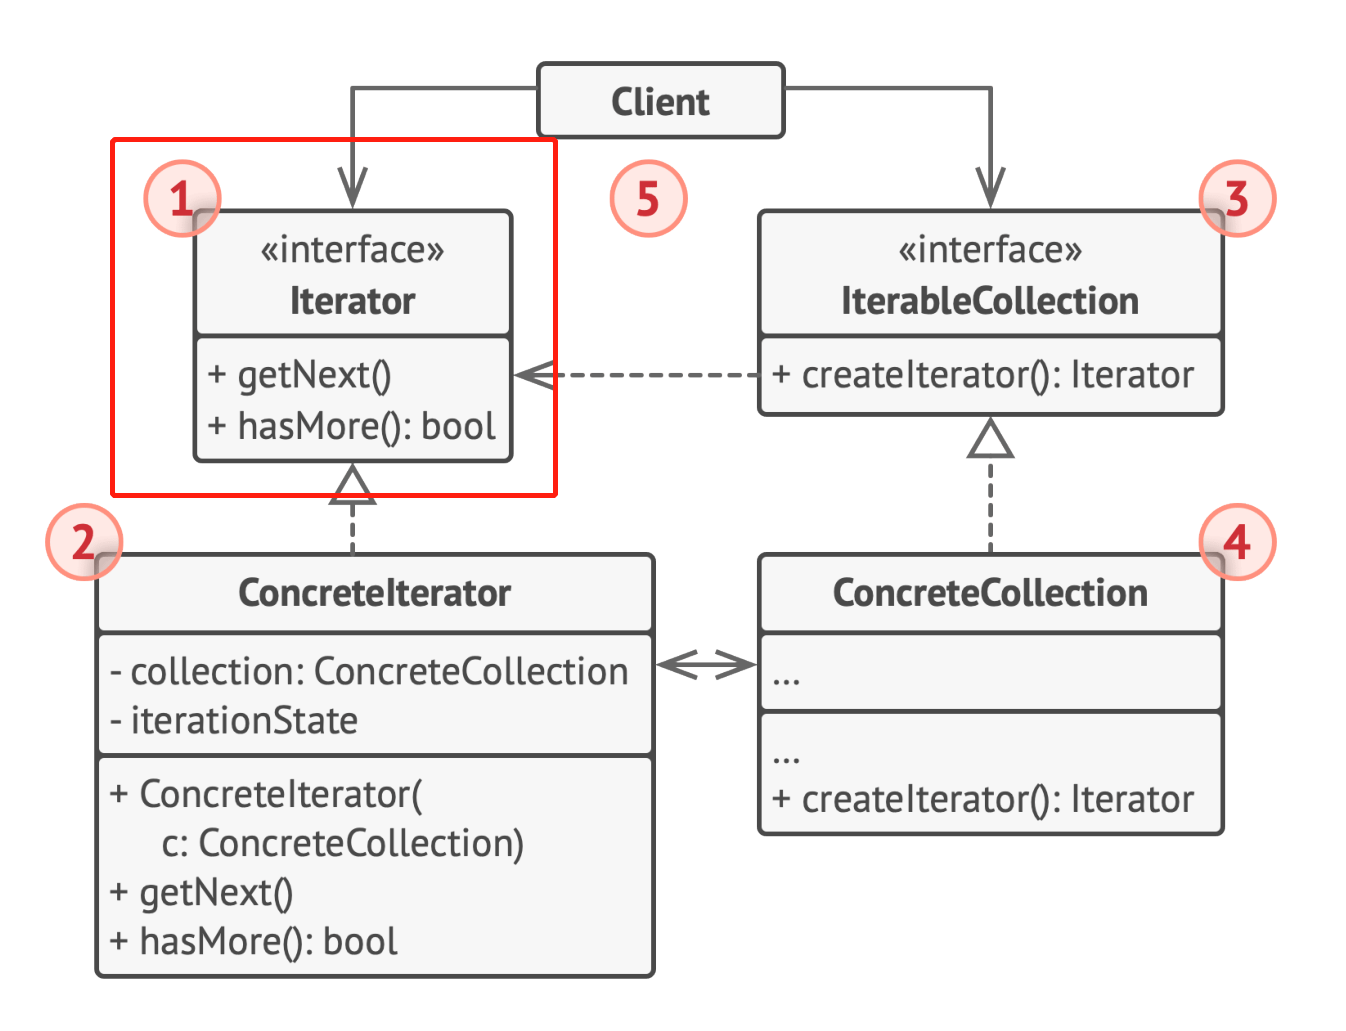 Client
1
5
3
«interface»
Iterator
+ getNext()
+ hasMore(): bool
«interface»
IterableCollection
+ createIterator(): Iterator
2
ConcreteIterator
- collection: ConcreteCollection
- iterationState
+ ConcreteIterator(
c: ConcreteCollection)
+ getNext()
+ hasMore(): bool
4
ConcreteCollection
...
...
+ createIterator(): Iterator